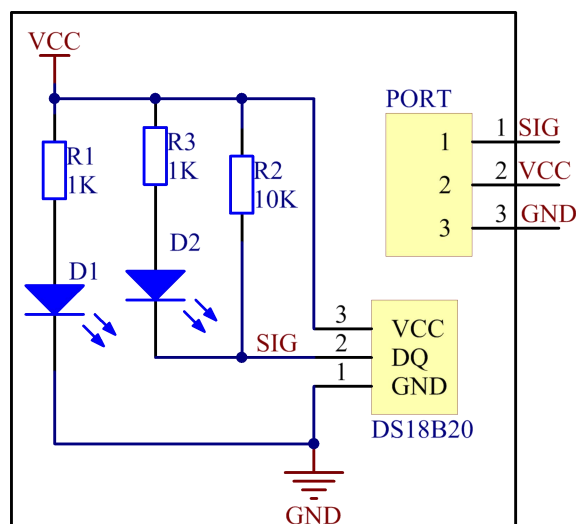 VCC
PORT
R1
1K
R3
1K
R2
10K
1
1
SIG
2
2
VCC
3
3
GND
D1
D2
SIG
3
VCC
2
DQ
1
GND
DS18B20
GND